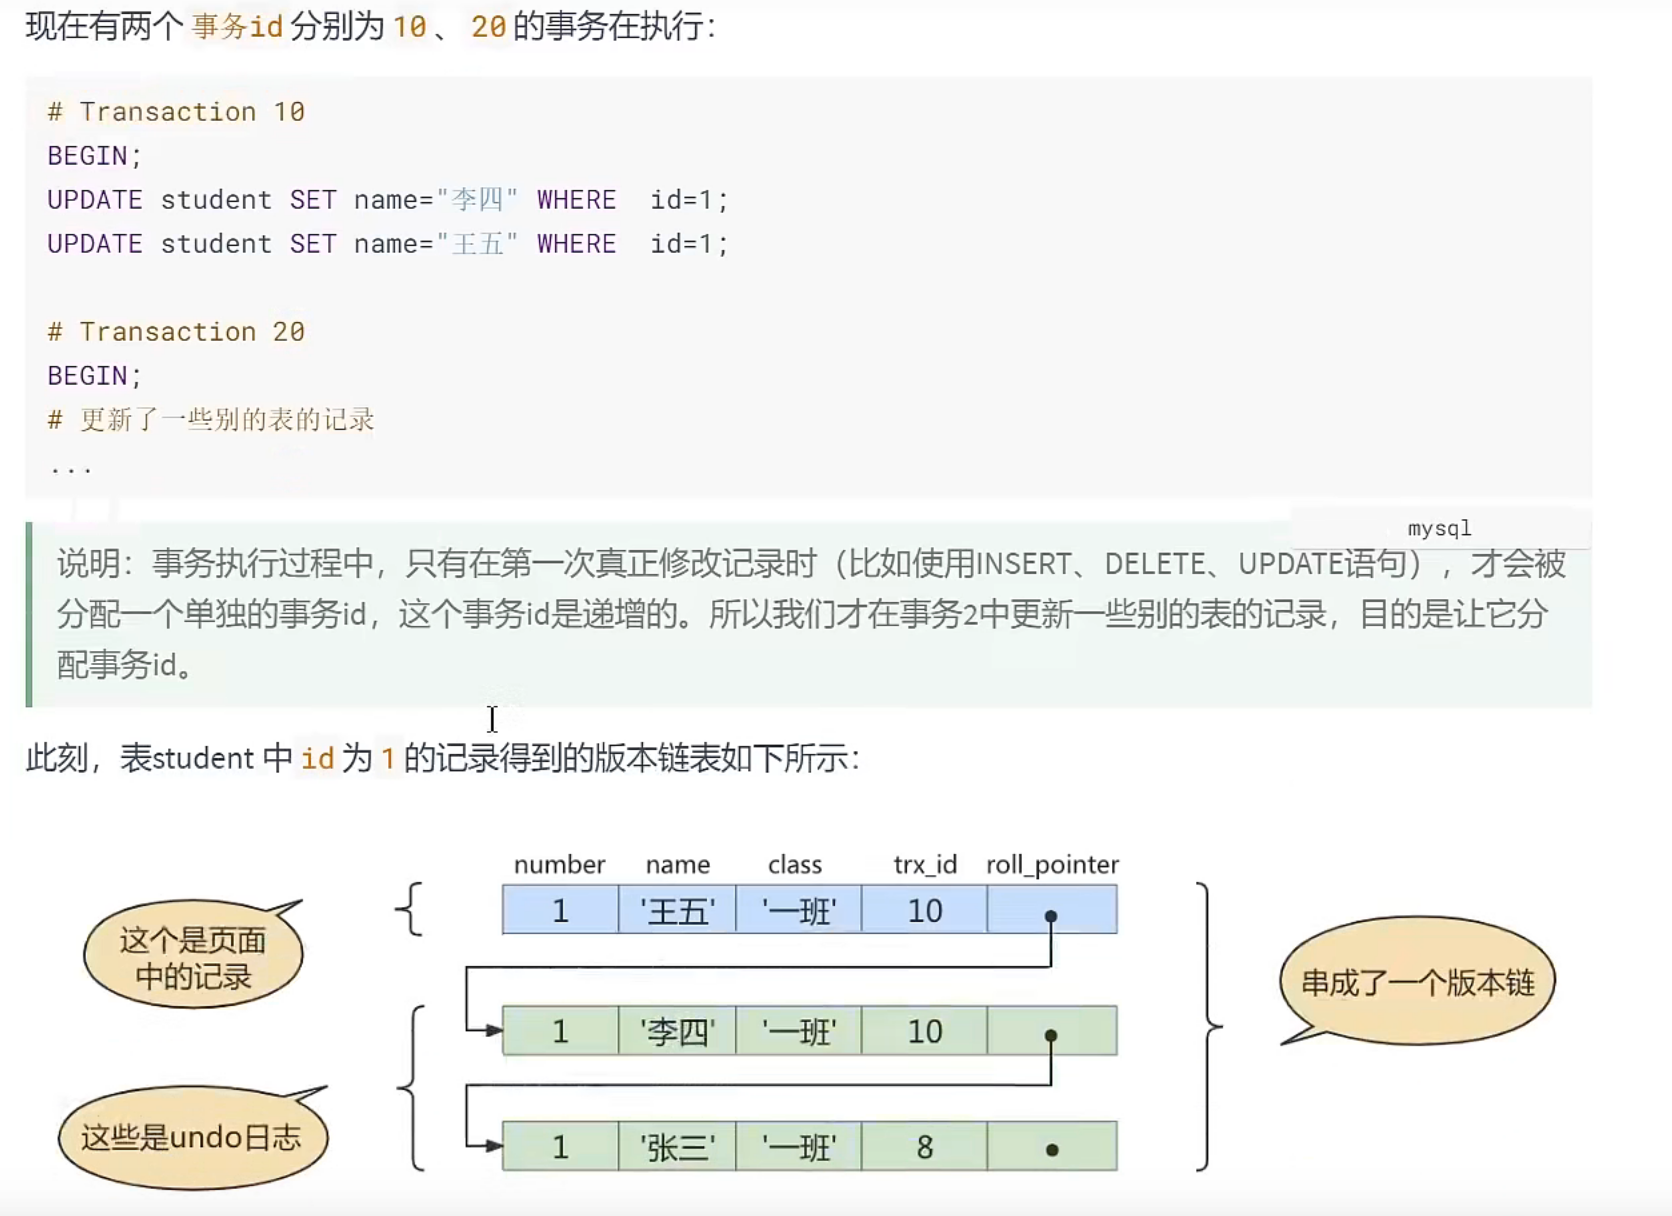 现在有两个 事务id 分别为 10 、 20 的事务在执行：
# Transaction 10
BEGIN;
UPDATE student SET name="李四" WHERE  id=1;
UPDATE student SET name="王五" WHERE  id=1;
# Transaction 20
BEGIN;
# 更新了一些别的表的记录
...
mysql
说明：事务执行过程中，只有在第一次真正修改记录时（比如使用INSERT、DELETE、UPDATE语句），才会被
分配一个单独的事务id，这个事务id是递增的。所以我们才在事务2中更新一些别的表的记录，目的是让它分
配事务id。
此刻，表student 中 id 为 1 的记录得到的版本链表如下所示：
number name class trx_id roll_pointer
1 '王五' '一班' 10
这个是页面
中的记录
串成了一个版本链
1 '李四' '一班' 10
这些是undo日志
1 '张三' '一班' 8